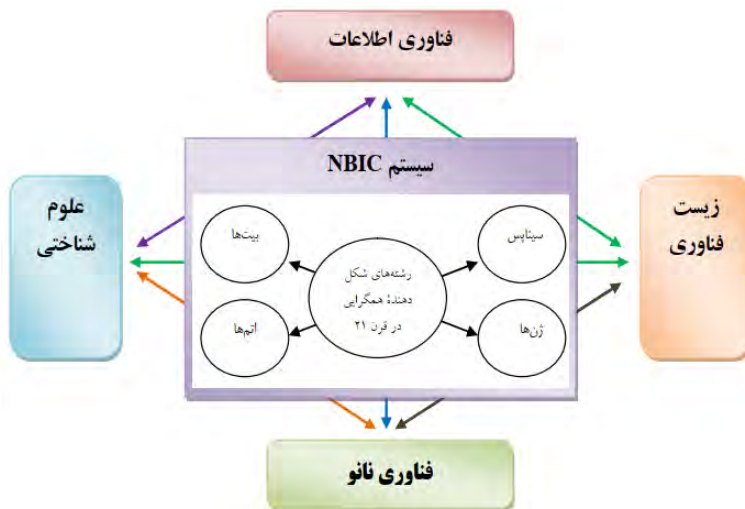 فناوری اطلاعات
سیستم NBIC
زیست
فناوری
علوم
شناختی
سیناپس
بیت‌ها
رشته‌های شکل
دهندهٔ همگرایی
در قرن ۲۱
ژن‌ها
اتم‌ها
فناوری نانو